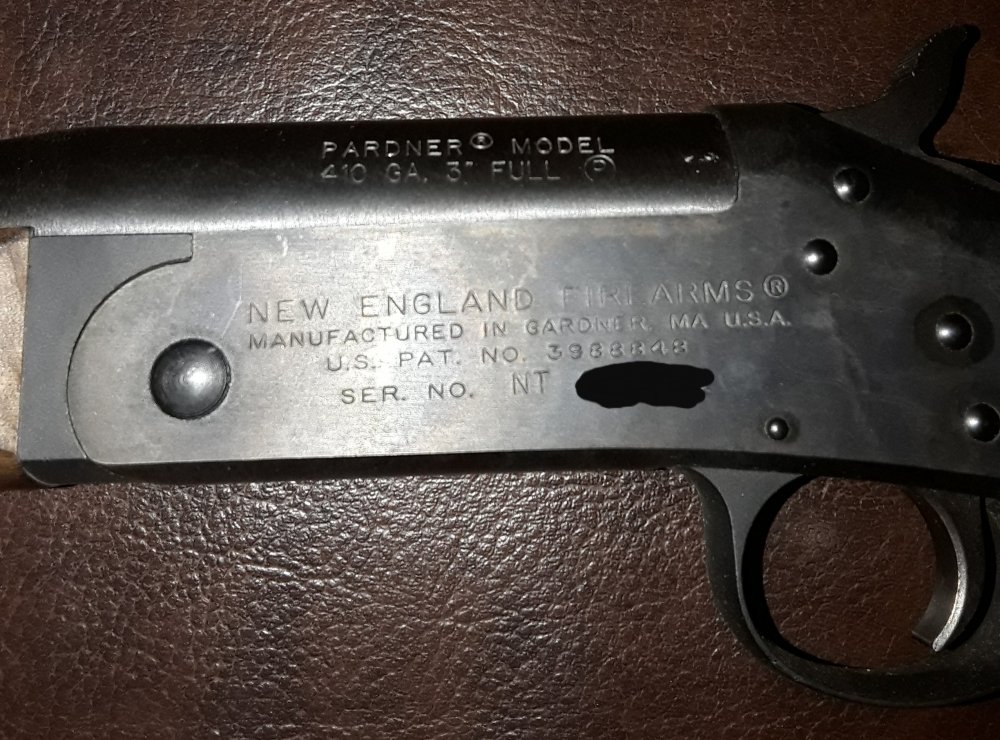 PARDNER® MODEL
410 GA. 3" FULL Ⓟ
NEW ENGLAND FIREARMS®
MANUFACTURED IN GARDNER, MA U.S.A.
U.S. PAT. NO. 3988848
SER. NO. NT